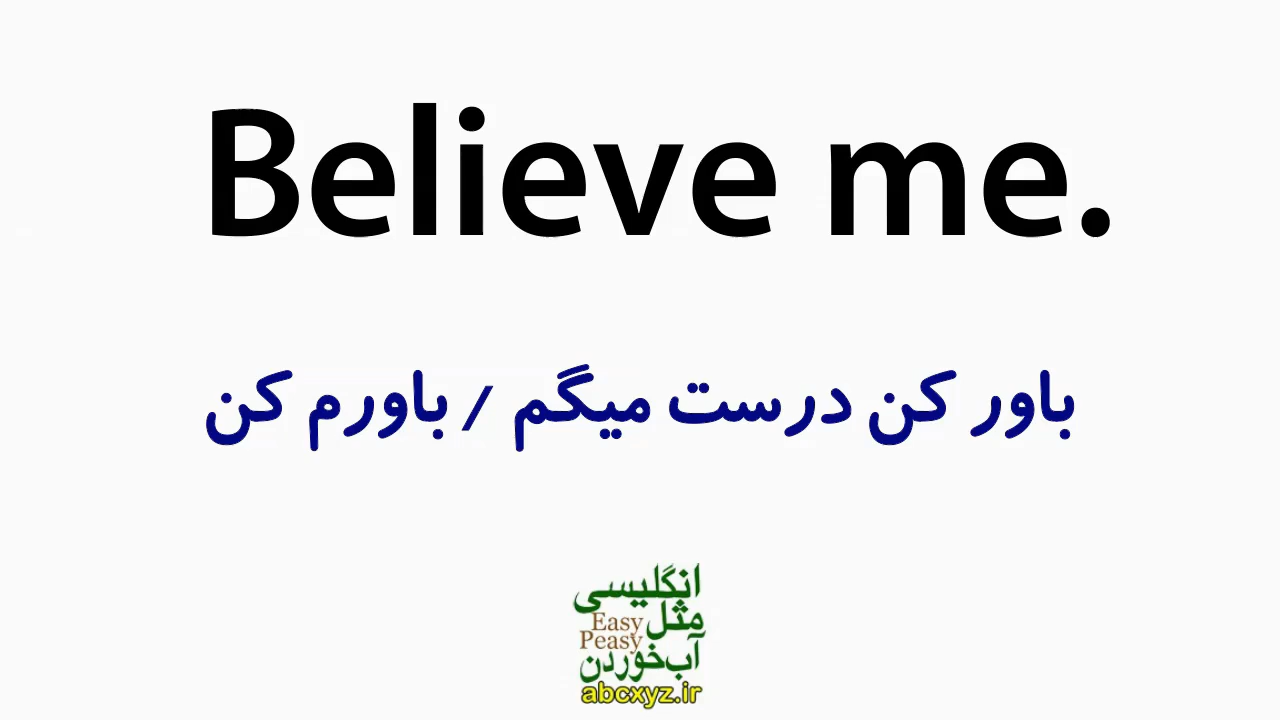 Believe me.
باور کن درست میگم / باورم کن
انگلیسی
مثل
Easy
Peasy
آب خوردن
abcxyz.ir